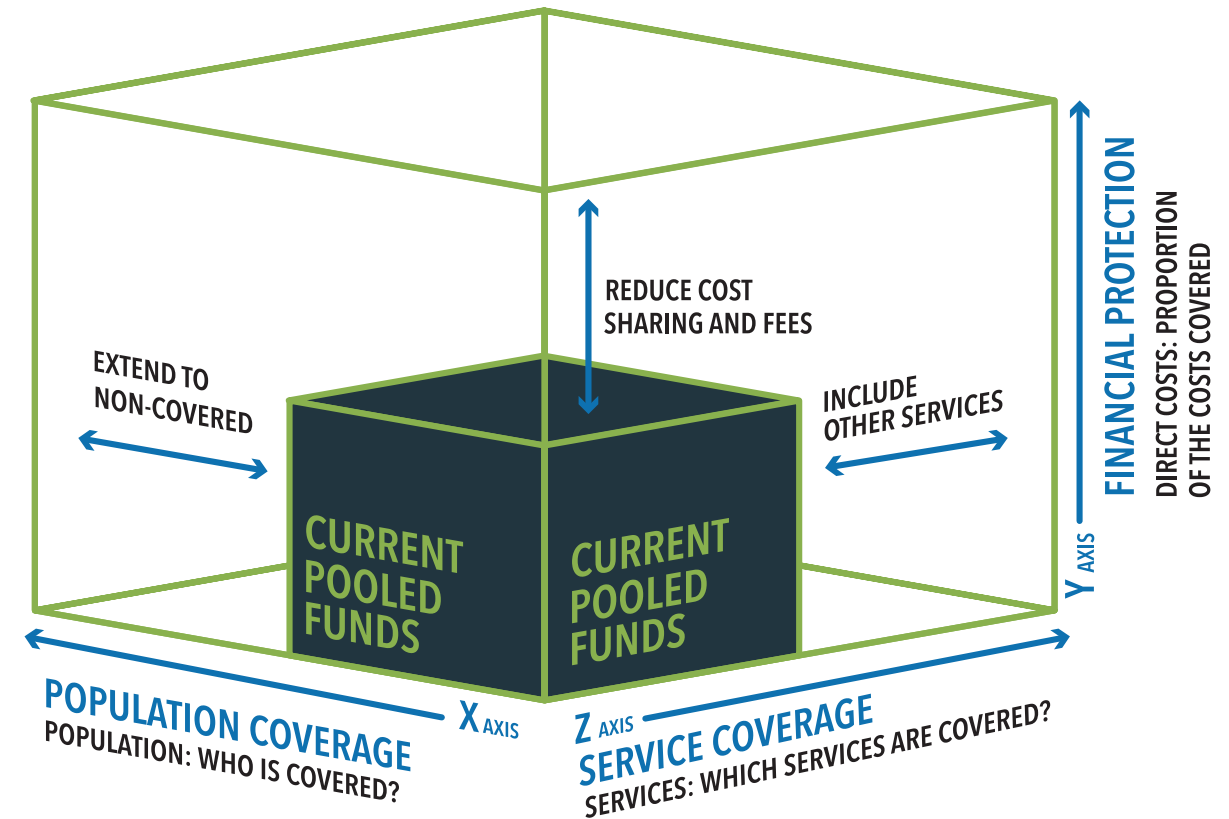 REDUCE COST
SHARING AND FEES
EXTEND TO
NON-COVERED
INCLUDE
OTHER SERVICES
CURRENT
POOLED
FUNDS
CURRENT
POOLED
FUNDS
FINANCIAL PROTECTION
DIRECT COSTS: PROPORTION
OF THE COSTS COVERED
Y AXIS
X AXIS
POPULATION COVERAGE
POPULATION: WHO IS COVERED?
Z AXIS
SERVICE COVERAGE
SERVICES: WHICH SERVICES ARE COVERED?